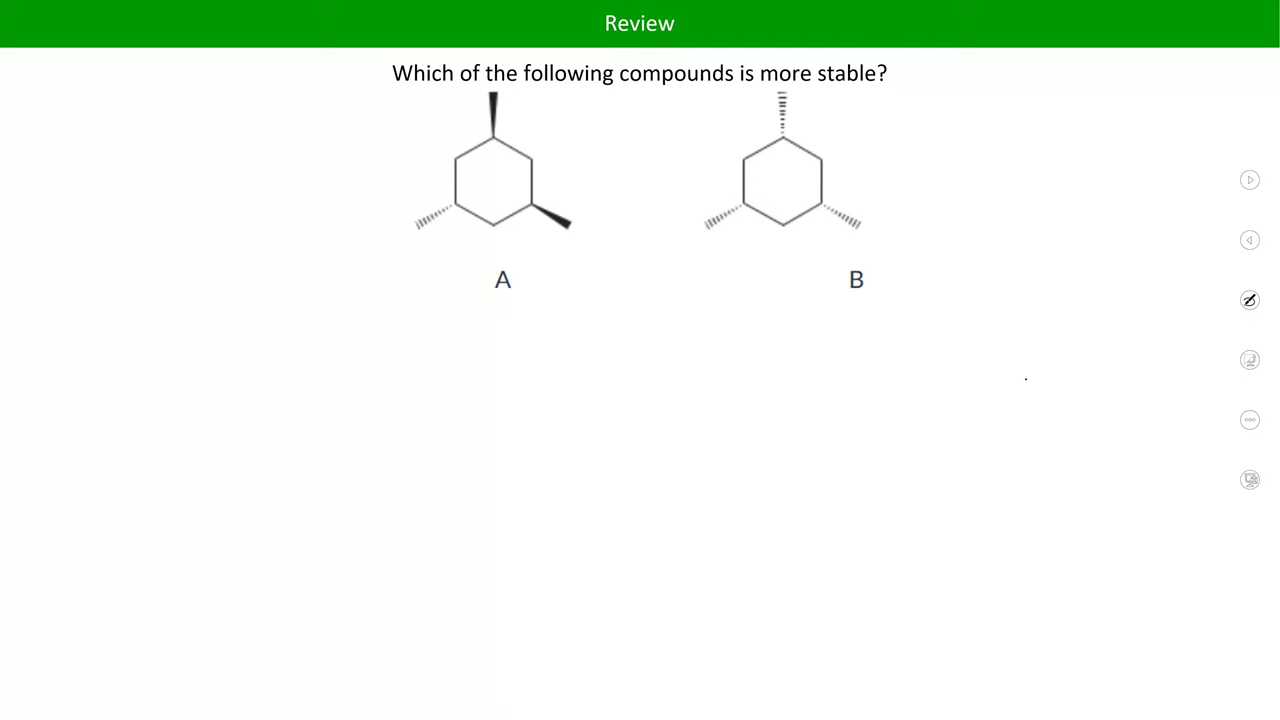 Review
Which of the following compounds is more stable?
A
B